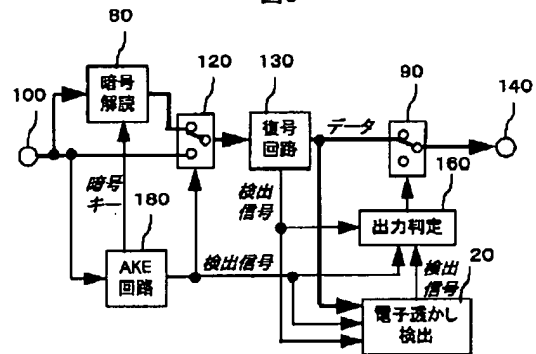 80
暗号
解読
120
130
復号
回路
データ
90
140
100
160
暗号
キー
180
検出
信号
出力判定
AKE
回路
検出信号
検出
信号
20
電子透かし
検出